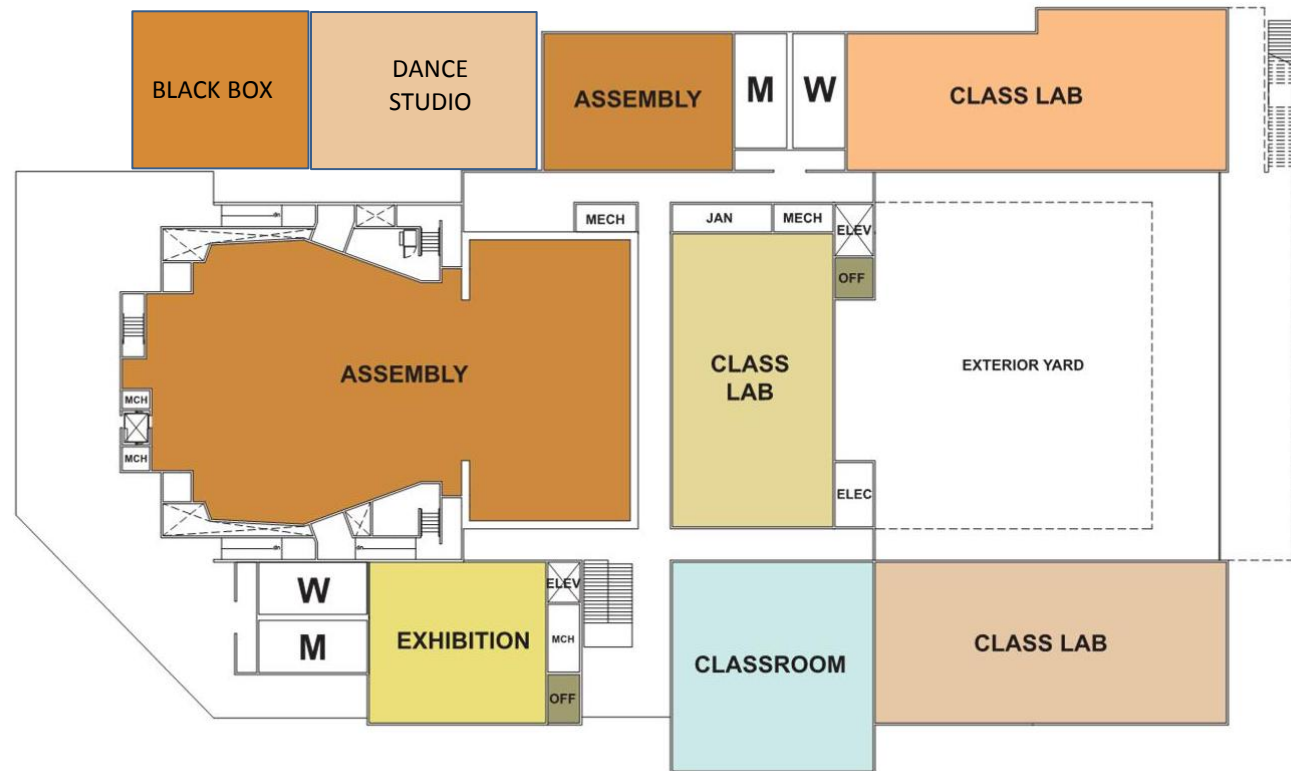 BLACK BOX
DANCE
STUDIO
ASSEMBLY
M
W
CLASS LAB
MECH
JAN
MECH
ELEV
OFF
ASSEMBLY
CLASS
LAB
EXTERIOR YARD
MCH
MCH
ELEC
W
M
EXHIBITION
ELEV
MCH
OFF
CLASSROOM
CLASS LAB